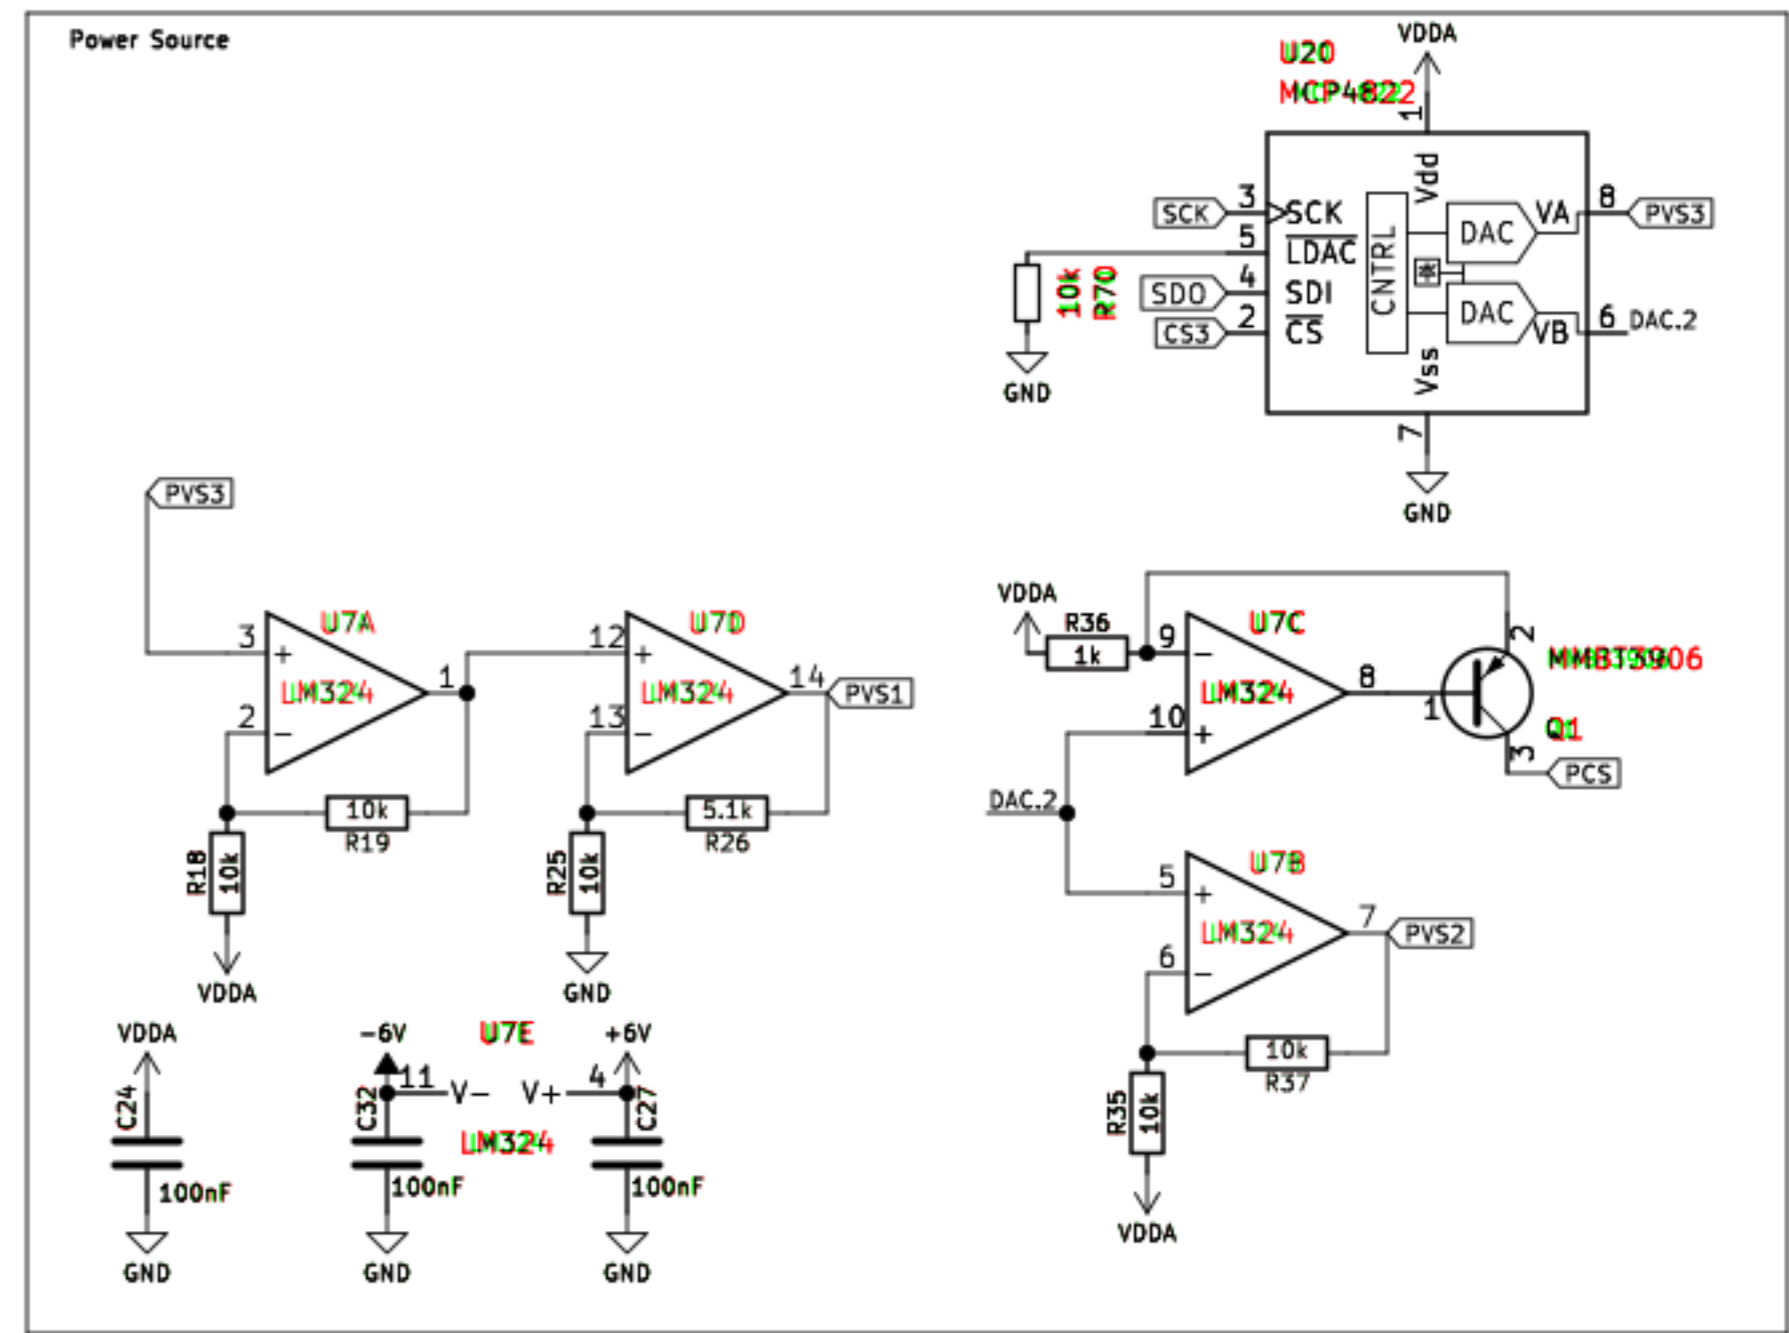 Power Source
VDDA
U20
MCP4822
1
Vdd
SCK
3
SCK
5
LDAC
SDO
4
SDI
CS3
2
CS
CNTRL
DAC
VA
8
PVS3
DAC
VB
6
DAC.2
Vss
7
GND
10k
R70
GND
PVS3
U7A
3
+
LM324
1
2
-
10k
R19
R18
10k
VDDA
U7D
12
+
LM324
14
PVS1
13
-
5.1k
R26
R25
10k
GND
VDDA
R36
1k
U7C
9
-
LM324
8
10
+
2
MMBT3906
1
Q1
3
PCS
DAC.2
U7B
5
+
LM324
7
PVS2
6
-
10k
R37
R35
10k
VDDA
VDDA
C24
100nF
GND
-6V
11
V-
C32
100nF
GND
U7E
LM324
+6V
V+
4
C27
100nF
GND